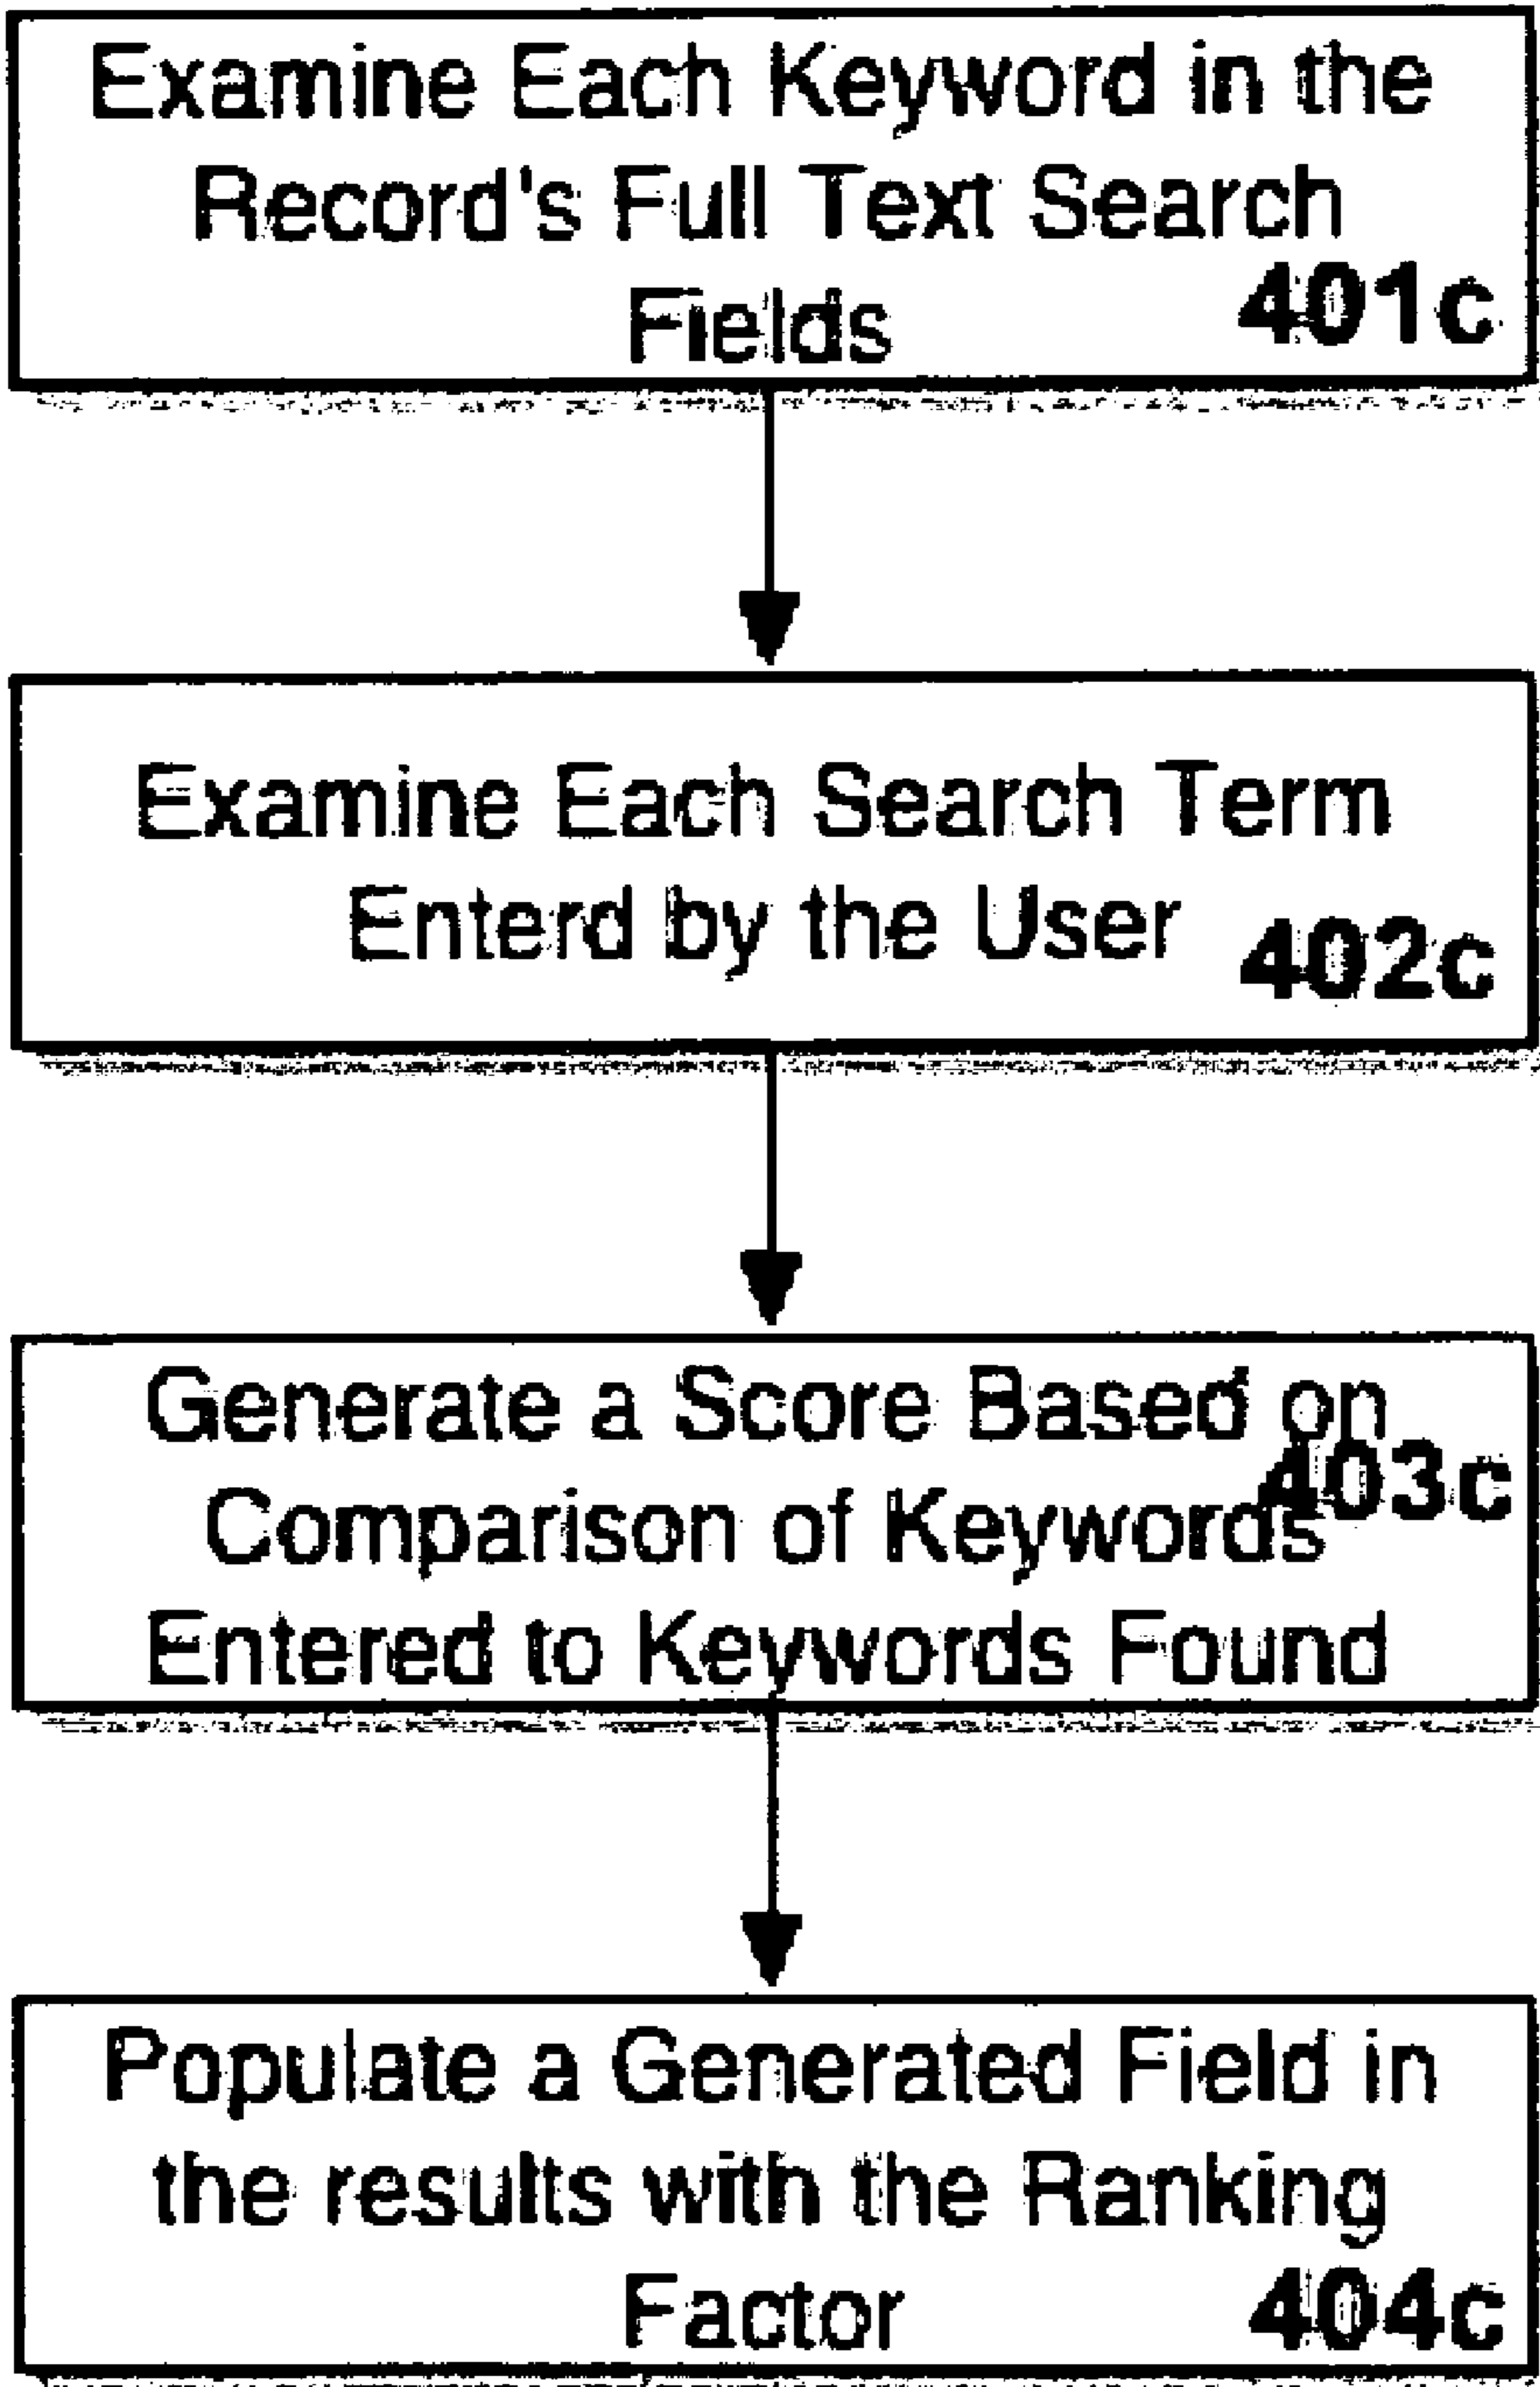 Examine Each Keyword in the
Record's Full Text Search
Fields
401c
Examine Each Search Term
Enterd by the User
402c
Generate a Score Based on
403c
Comparison of Keywords
Entered to Keywords Found
Populate a Generated Field in
the results with the Ranking
Factor
404c